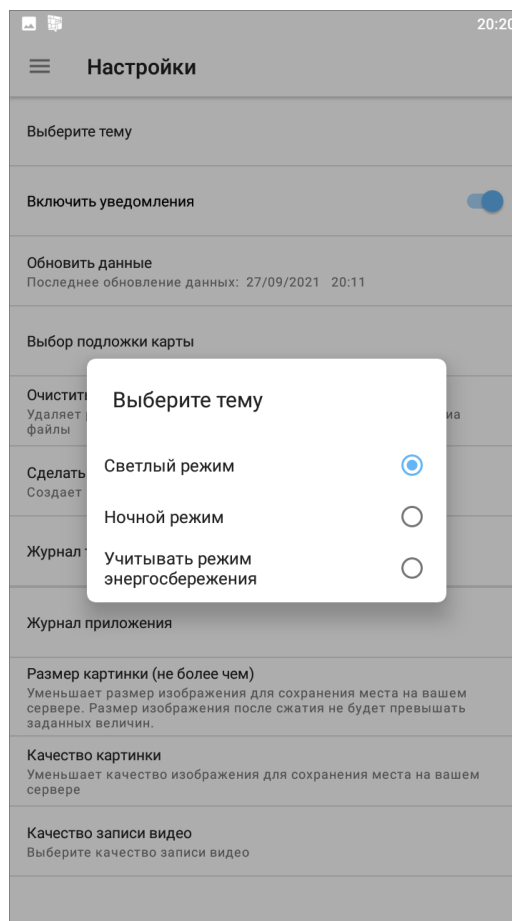 20:20
Настройки
Выберите тему
Включить уведомления
Обновить данные
Последнее обновление данных: 27/09/2021 20:11
Выбор подложки карты
Удаляет
файлы
Сделать
Создает
Журнал
Выберите тему
Светлый режим
Ночной режим
Учитывать режим
энергосбережения
Журнал приложения
Размер картинки (не более чем)
Уменьшает размер изображения для сохранения места на вашем
сервере. Размер изображения после сжатия не будет превышать
заданных величин.
Качество картинки
Уменьшает качество изображения для сохранения места на вашем
сервере
Качество записи видео
Выберите качество записи видео